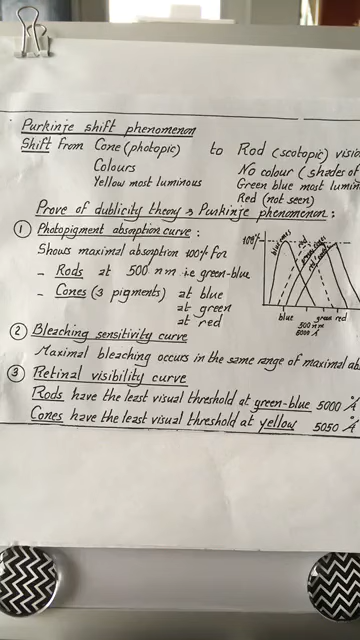 Purkinje shift phenomenon
Shift from Cone (photopic) to Rod (scotopic) visio
Colours No colour (shades of
Yellow most luminous Green blue most lumin
Red (not seen)
Prove of dublicity theory → Purkinje phenomenon :
① Photopigment absorption curve :
Shows maximal absorption 100% for
- Rods at 500 nm i.e green-blue
- Cones (3 pigments) at blue
at green
at red
100%
blue cones
blue green red
500 nm
② Bleaching sensitivity curve
Maximal bleaching occurs in the same range of maximal ab
③ Retinal visibility curve
Rods have the least visual threshold at green-blue 5000 Å
Cones have the least visual threshold at yellow 5050 Å